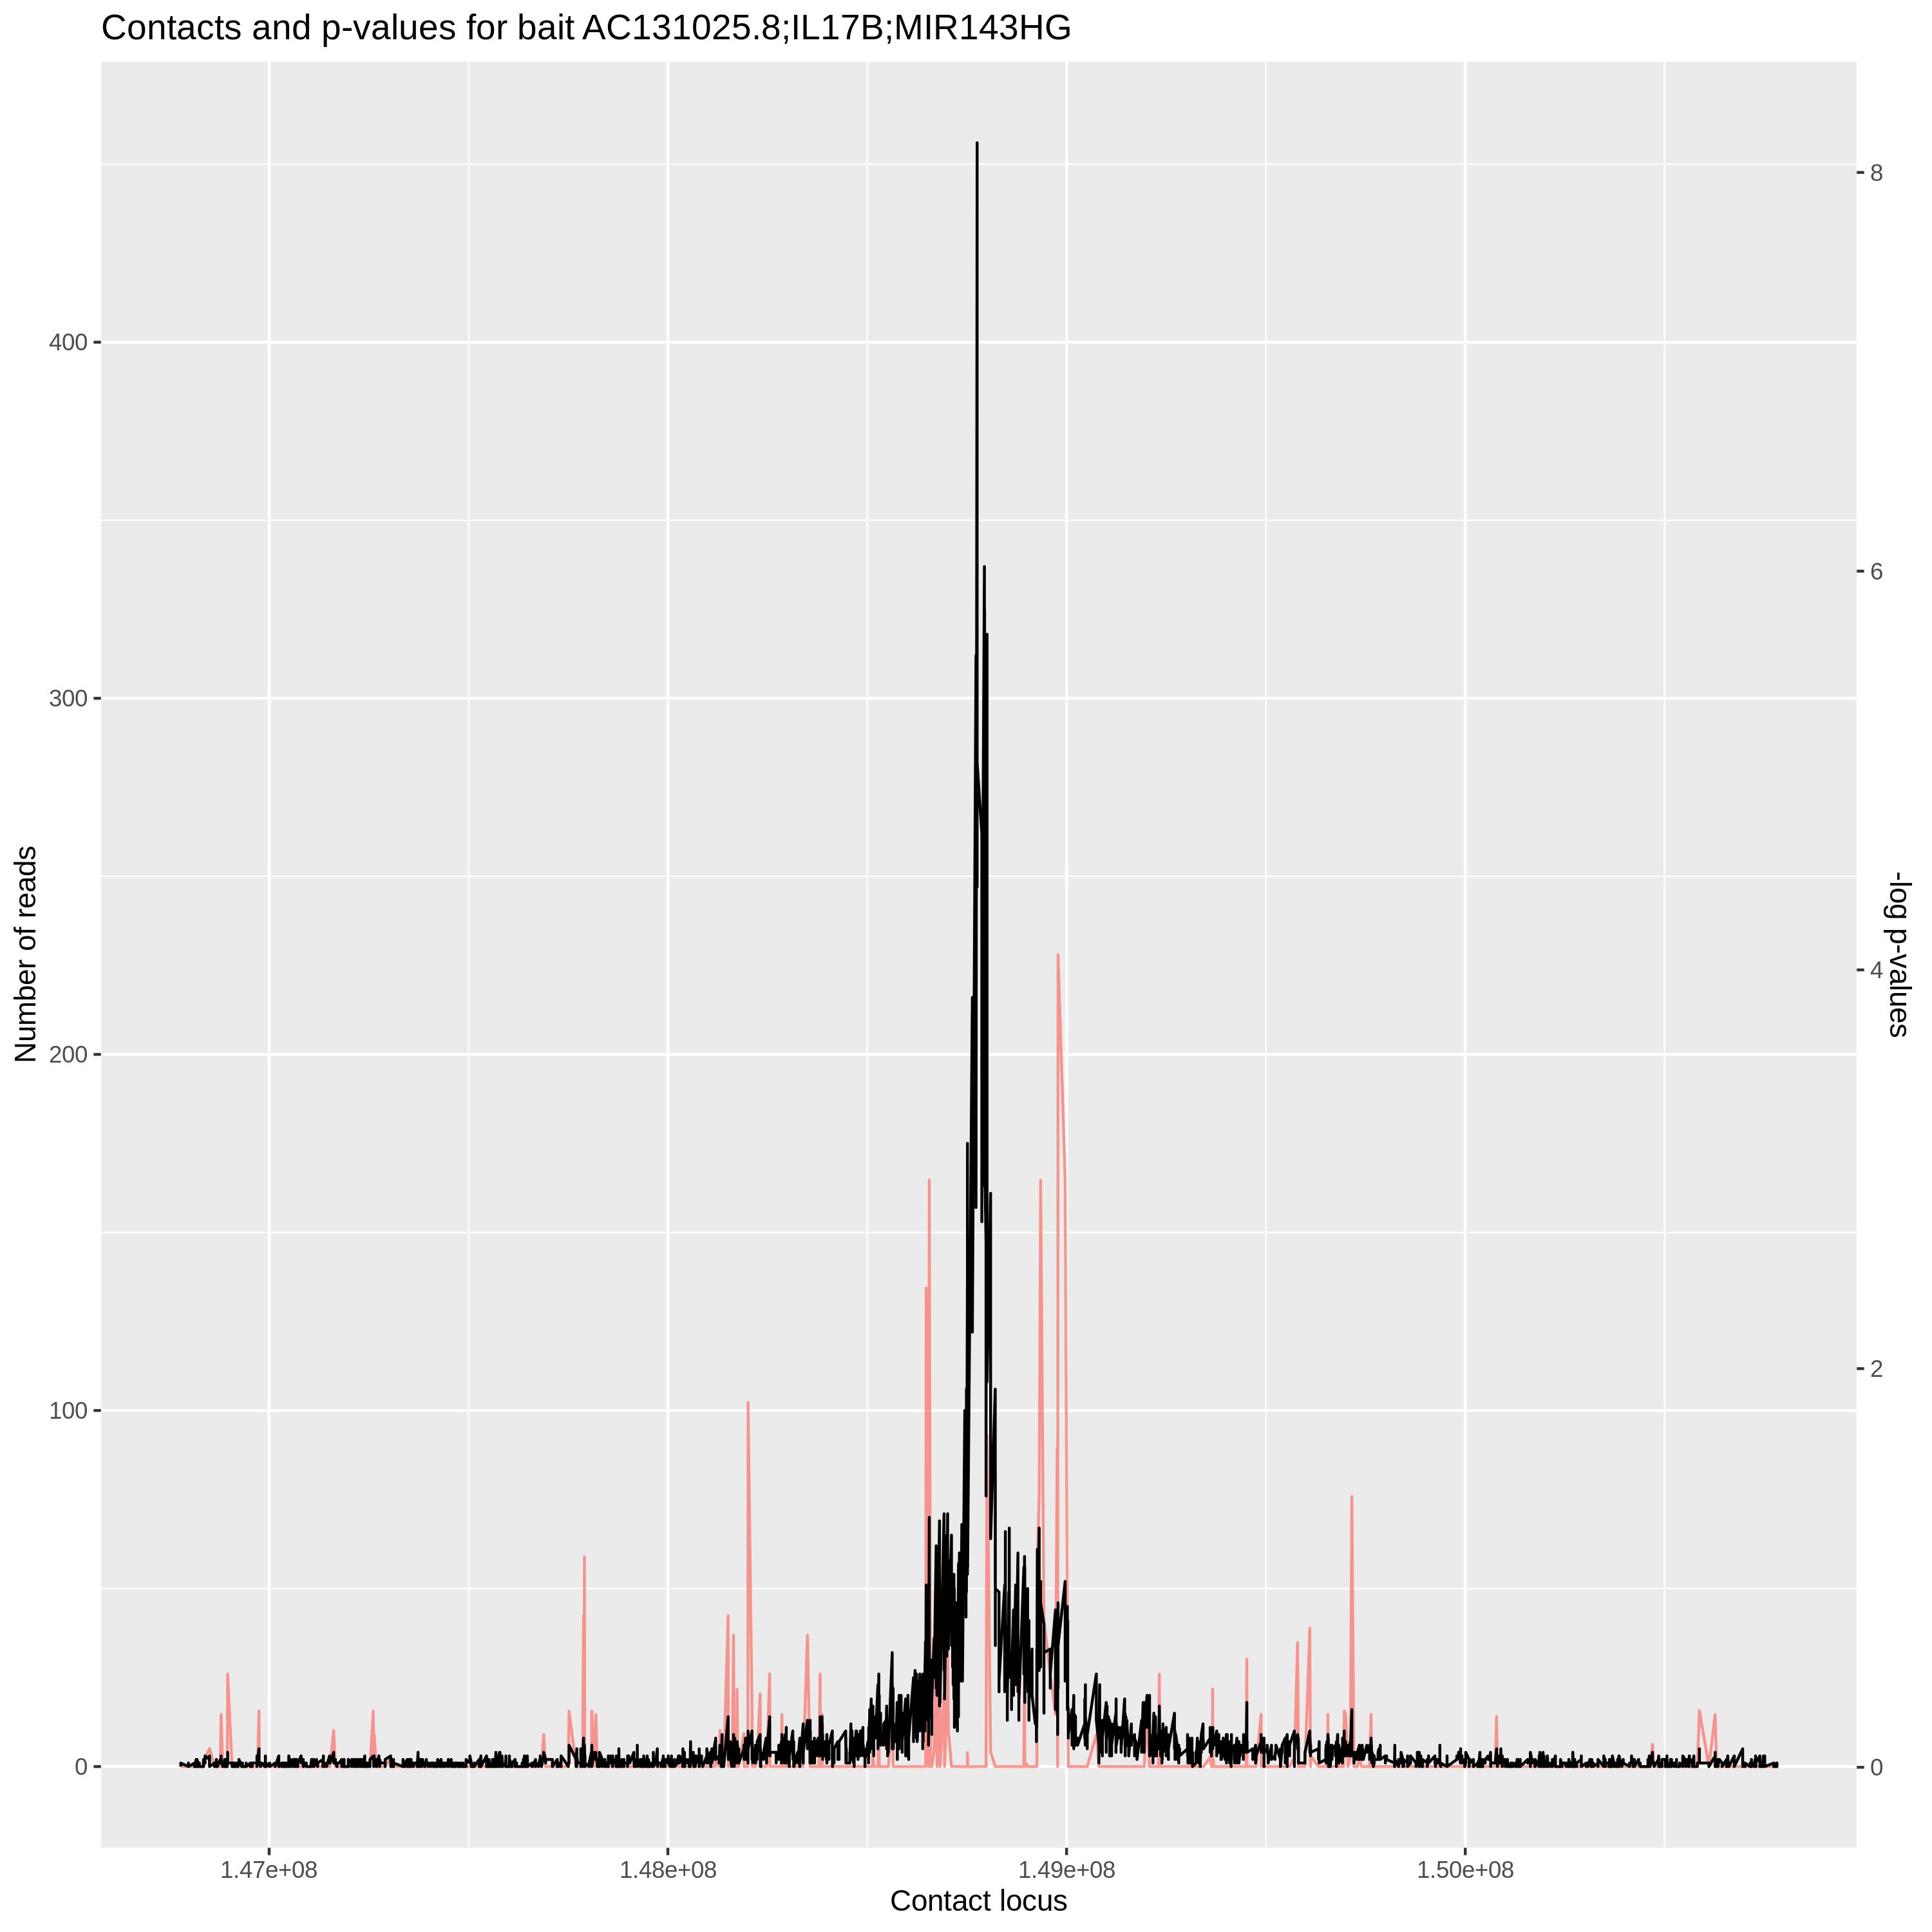 Contacts and p-values for bait AC131025.8;IL17B;MIR143HG
Number of reads
400
300
200
100
0
8
6
4
2
0
-log p-values
1.47e+08 1.48e+08 1.49e+08 1.50e+08
Contact locus